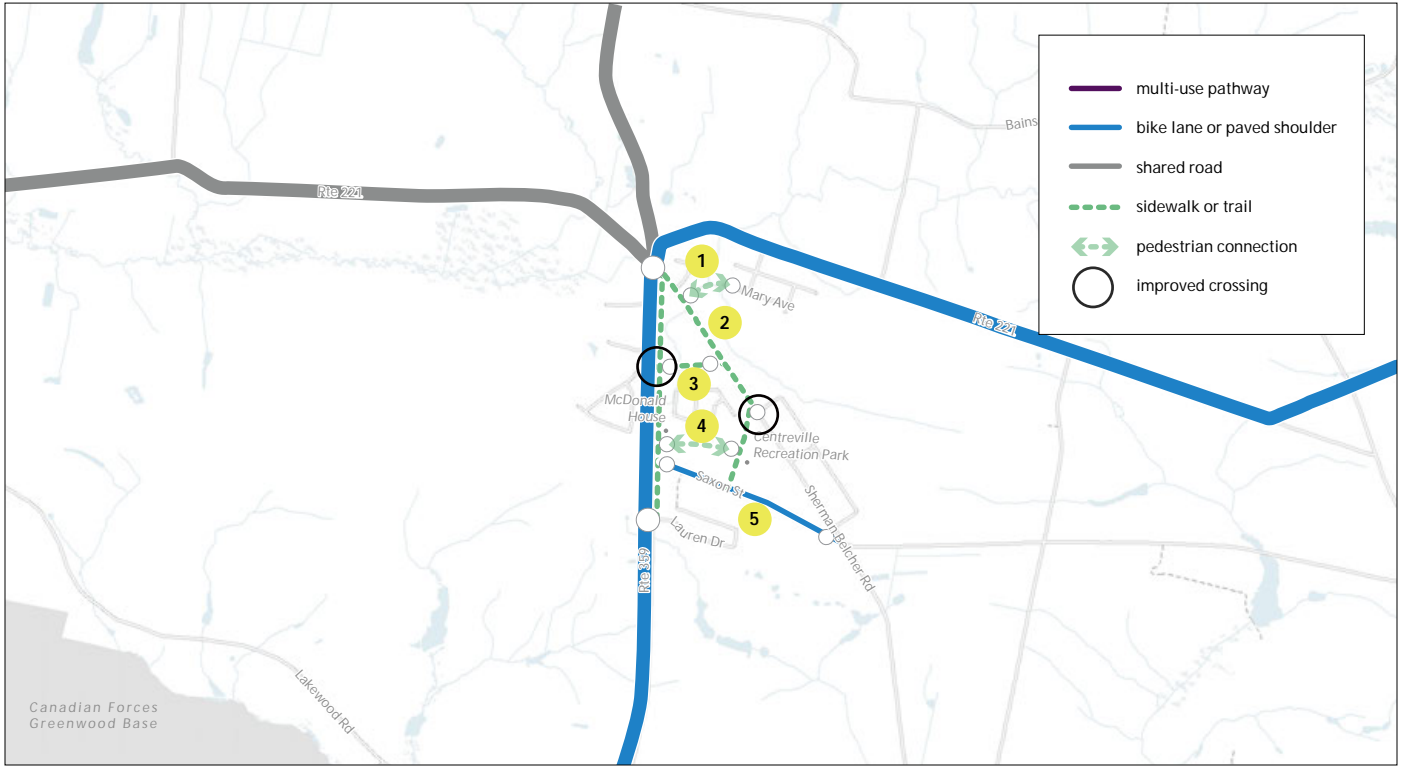 multi-use pathway
bike lane or paved shoulder
shared road
sidewalk or trail
pedestrian connection
improved crossing
Bains
Rte 221
1
Mary Ave
2
Rte 221
3
McDonald
House
4
Centreville
Recreation Park
Saxon St
5
Sherman Belcher Rd
Lauren Dr
Rte 359
Lakewood Rd
Canadian Forces
Greenwood Base